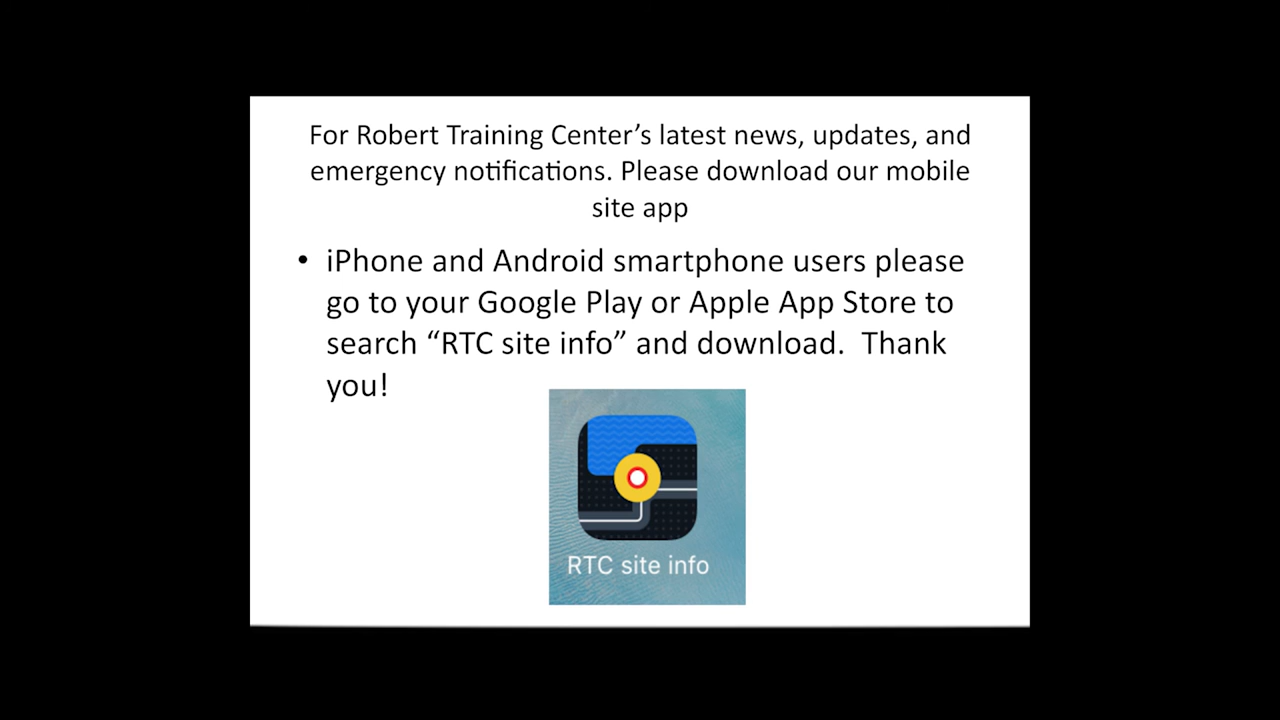 For Robert Training Center’s latest news, updates, and
emergency notifications. Please download our mobile
site app
• iPhone and Android smartphone users please
go to your Google Play or Apple App Store to
search “RTC site info” and download.  Thank
you!
RTC site info